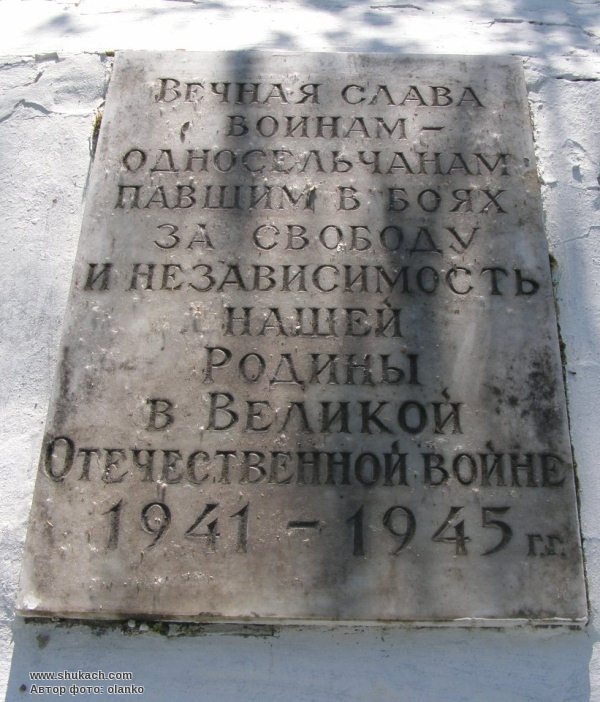 Вечная слава
воинам –
односельчанам
павшим в боях
за свободу
и независимость
нашей
Родины
в Великой
Отечественной войне
1941 – 1945 г.г.
www.shukach.com
Автор фото: olanko